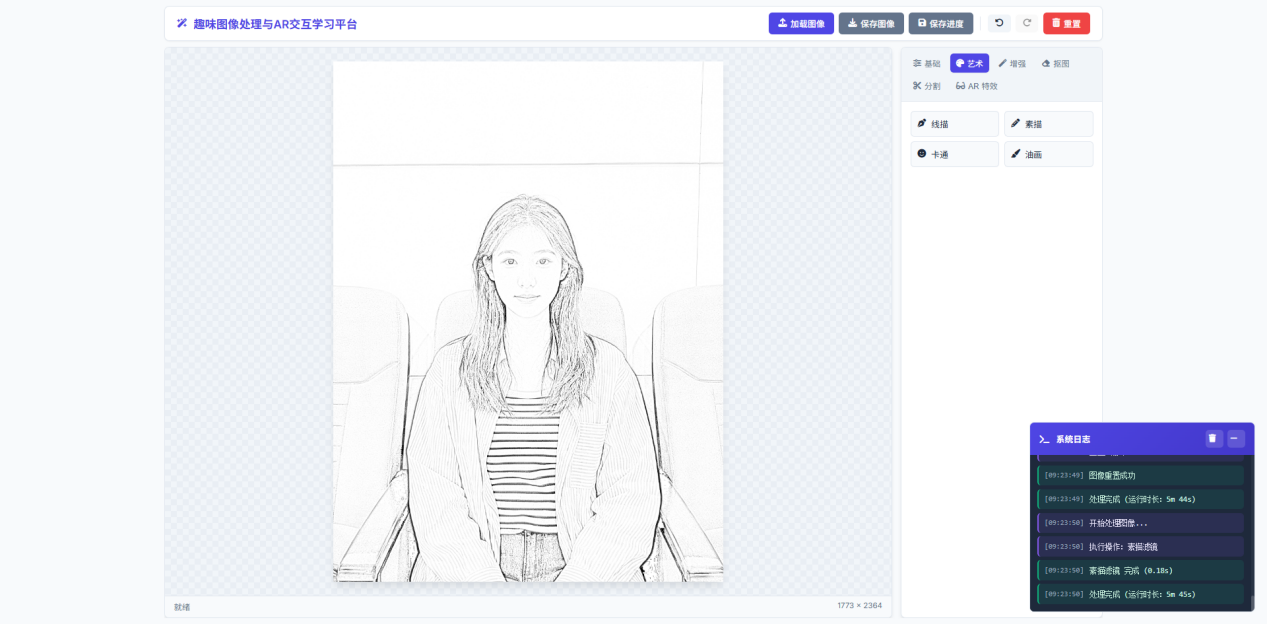 趣味图像处理与AR交互学习平台
加载图像 保存图像 保存进度 重置
基础 艺术 增强 抠图
分割 AR 特效
线描 素描
卡通 油画
系统日志
[09:23:49] 图像重置成功
[09:23:49] 处理完成 (运行时长: 5m 44s)
[09:23:50] 开始处理图像...
[09:23:50] 执行操作: 素描滤镜
[09:23:50] 素描滤镜 完成 (0.18s)
[09:23:50] 处理完成 (运行时长: 5m 45s)
就绪 1773 × 2364